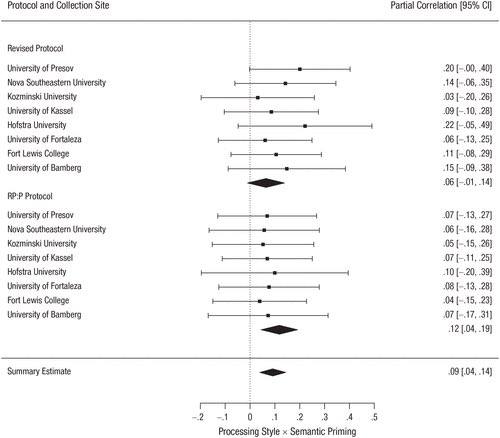 Protocol and Collection Site Partial Correlation [95% CI]
Revised Protocol
University of Presov .20 [−.00, .40]
Nova Southeastern University .14 [−.06, .35]
Kozminski University .03 [−.20, .26]
University of Kassel .09 [−.10, .28]
Hofstra University .22 [−.05, .49]
University of Fortaleza .06 [−.13, .25]
Fort Lewis College .11 [−.08, .29]
University of Bamberg .15 [−.09, .38]
.06 [−.01, .14]
RP:P Protocol
University of Presov .07 [−.13, .27]
Nova Southeastern University .06 [−.16, .28]
Kozminski University .05 [−.15, .26]
University of Kassel .07 [−.11, .25]
Hofstra University .10 [−.20, .39]
University of Fortaleza .08 [−.13, .28]
Fort Lewis College .04 [−.15, .23]
University of Bamberg .07 [−.17, .31]
.12 [.04, .19]
Summary Estimate .09 [.04, .14]
−.2 −.1 0 .1 .2 .3 .4 .5
Processing Style × Semantic Priming